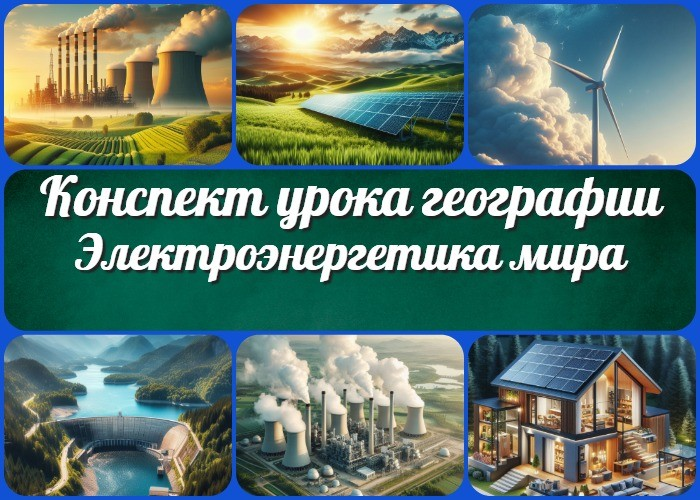 Конспект урока географии
Электроэнергетика мира